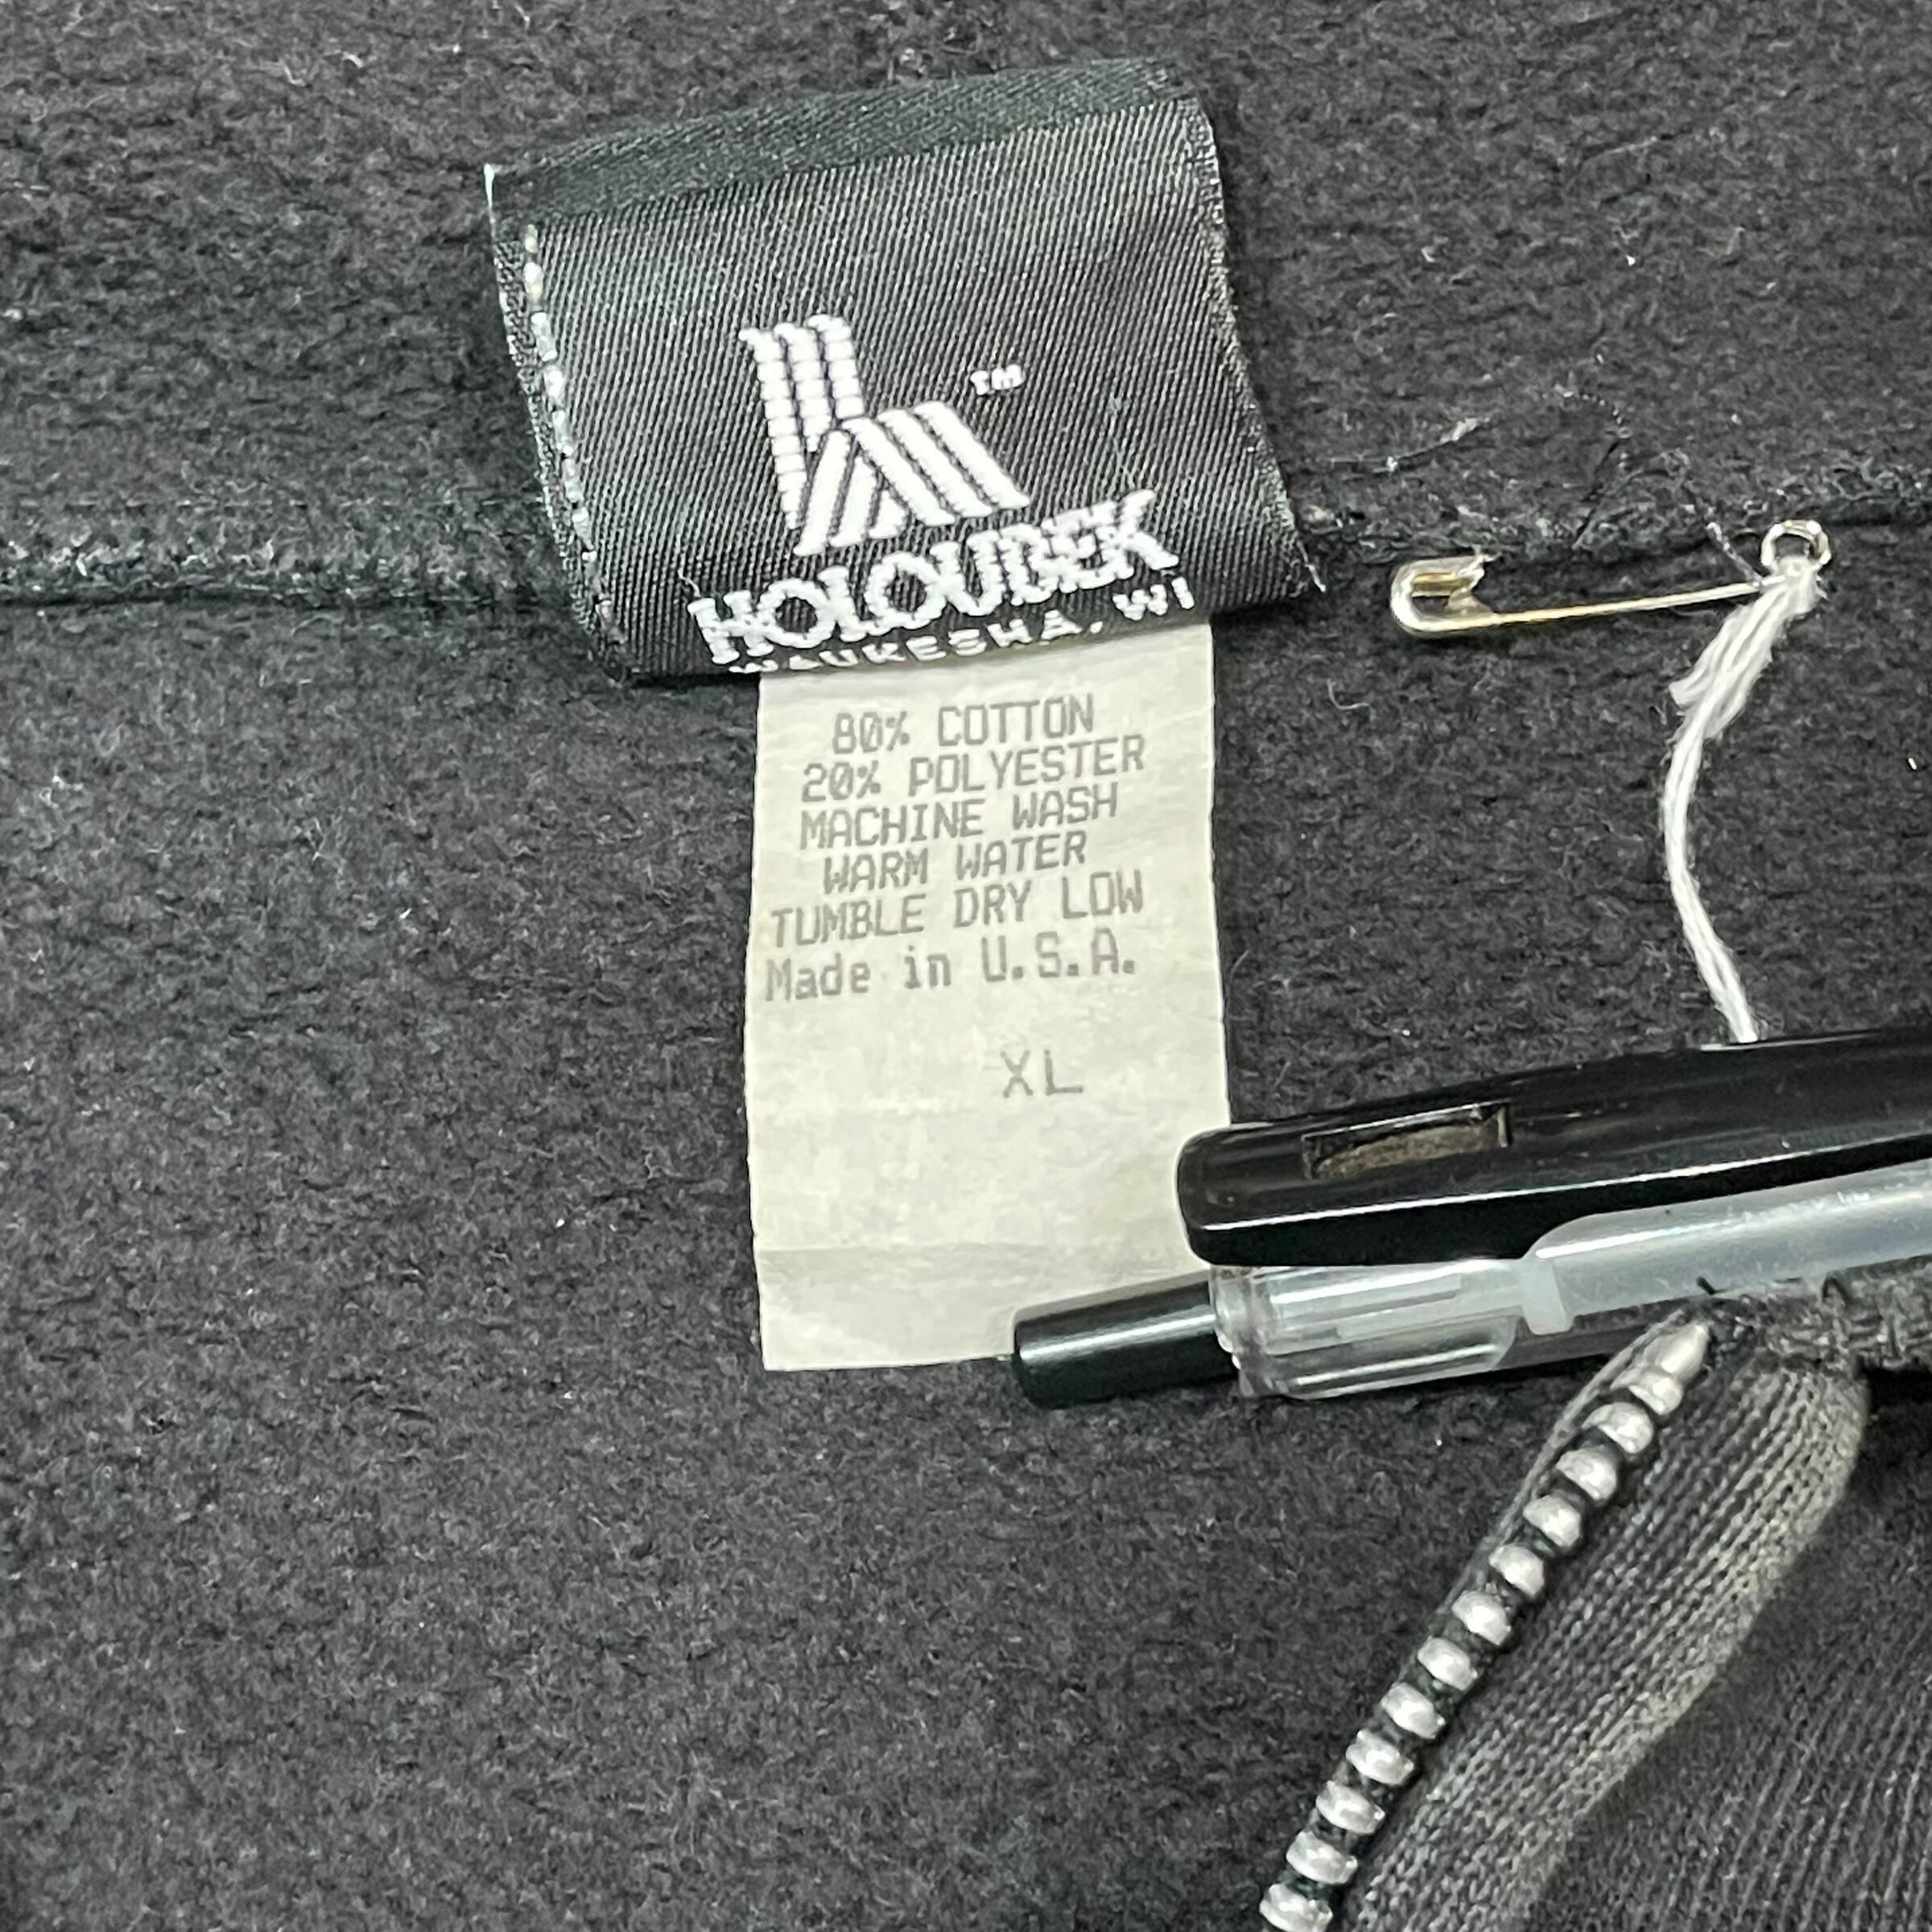 TM
HOLOUBEK
WAUKESHA, WI
80% COTTON
20% POLYESTER
MACHINE WASH
WARM WATER
TUMBLE DRY LOW
Made in U.S.A.
XL